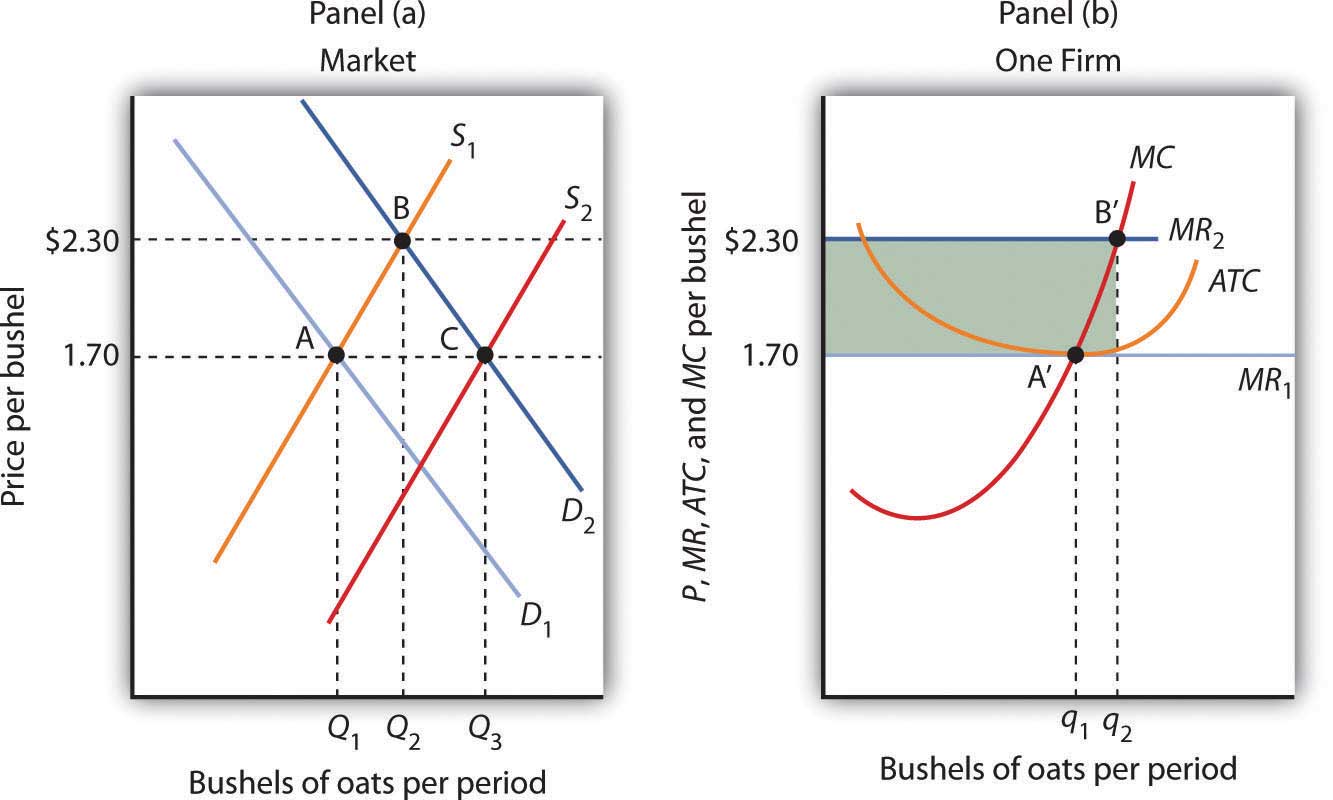 Panel (a)
Market
Price per bushel
$2.30
1.70
S1
S2
B
A
C
D2
D1
Q1 Q2 Q3
Bushels of oats per period
Panel (b)
One Firm
P, MR, ATC, and MC per bushel
$2.30
1.70
MC
B′
MR2
ATC
A′
MR1
q1 q2
Bushels of oats per period